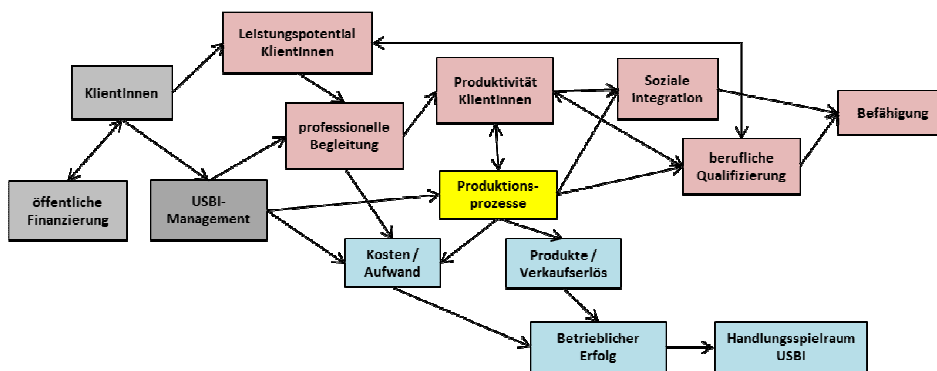 Leistungspotential
KlientInnen
KlientInnen
Produktivität
KlientInnen
Soziale
Integration
Befähigung
professionelle
Begleitung
berufliche
Qualifizierung
öffentliche
Finanzierung
USBI-
Management
Produktions-
prozesse
Kosten /
Aufwand
Produkte /
Verkaufserlös
Betrieblicher
Erfolg
Handlungsspielraum
USBI